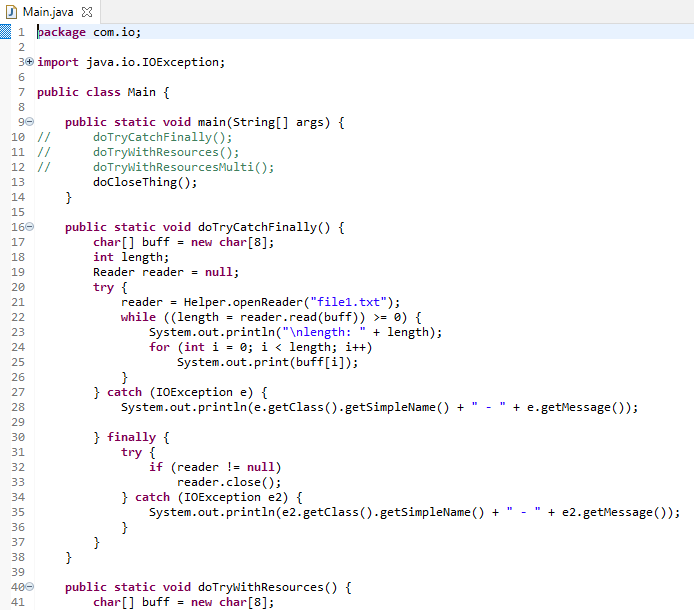 Main.java
1 package com.io;
2
3 import java.io.IOException;
6
7 public class Main {
8
9     public static void main(String[] args) {
10 //      doTryCatchFinally();
11 //      doTryWithResources();
12 //      doTryWithResourcesMulti();
13         doCloseThing();
14     }
15
16     public static void doTryCatchFinally() {
17         char[] buff = new char[8];
18         int length;
19         Reader reader = null;
20         try {
21             reader = Helper.openReader("file1.txt");
22             while ((length = reader.read(buff)) >= 0) {
23                 System.out.println("\nlength: " + length);
24                 for (int i = 0; i < length; i++)
25                     System.out.print(buff[i]);
26             }
27         } catch (IOException e) {
28             System.out.println(e.getClass().getSimpleName() + " - " + e.getMessage());
29
30         } finally {
31             try {
32                 if (reader != null)
33                     reader.close();
34             } catch (IOException e2) {
35                 System.out.println(e2.getClass().getSimpleName() + " - " + e2.getMessage());
36             }
37         }
38     }
39
40     public static void doTryWithResources() {
41         char[] buff = new char[8];